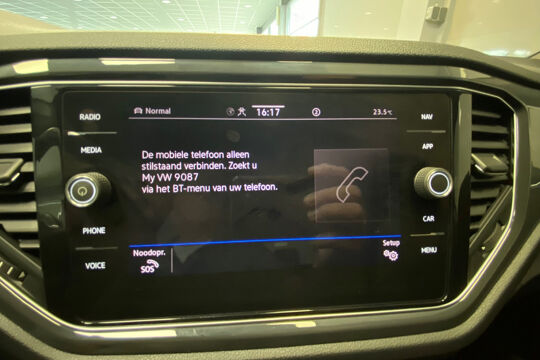 RADIO
MEDIA
PHONE
VOICE
Normal
16:17
2
23.5°C
De mobiele telefoon alleen
stilstaand verbinden. Zoekt u
My VW 9087
via het BT-menu van uw telefoon.
Noodopr.
SOS
Setup
NAV
APP
CAR
MENU